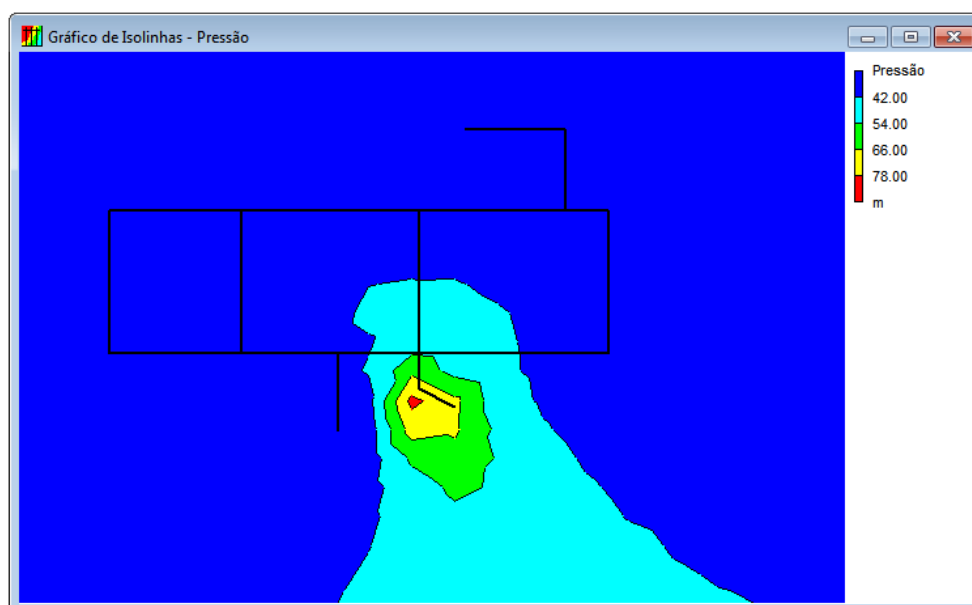 Gráfico de Isolinhas - Pressão
Pressão
42.00
54.00
66.00
78.00
m